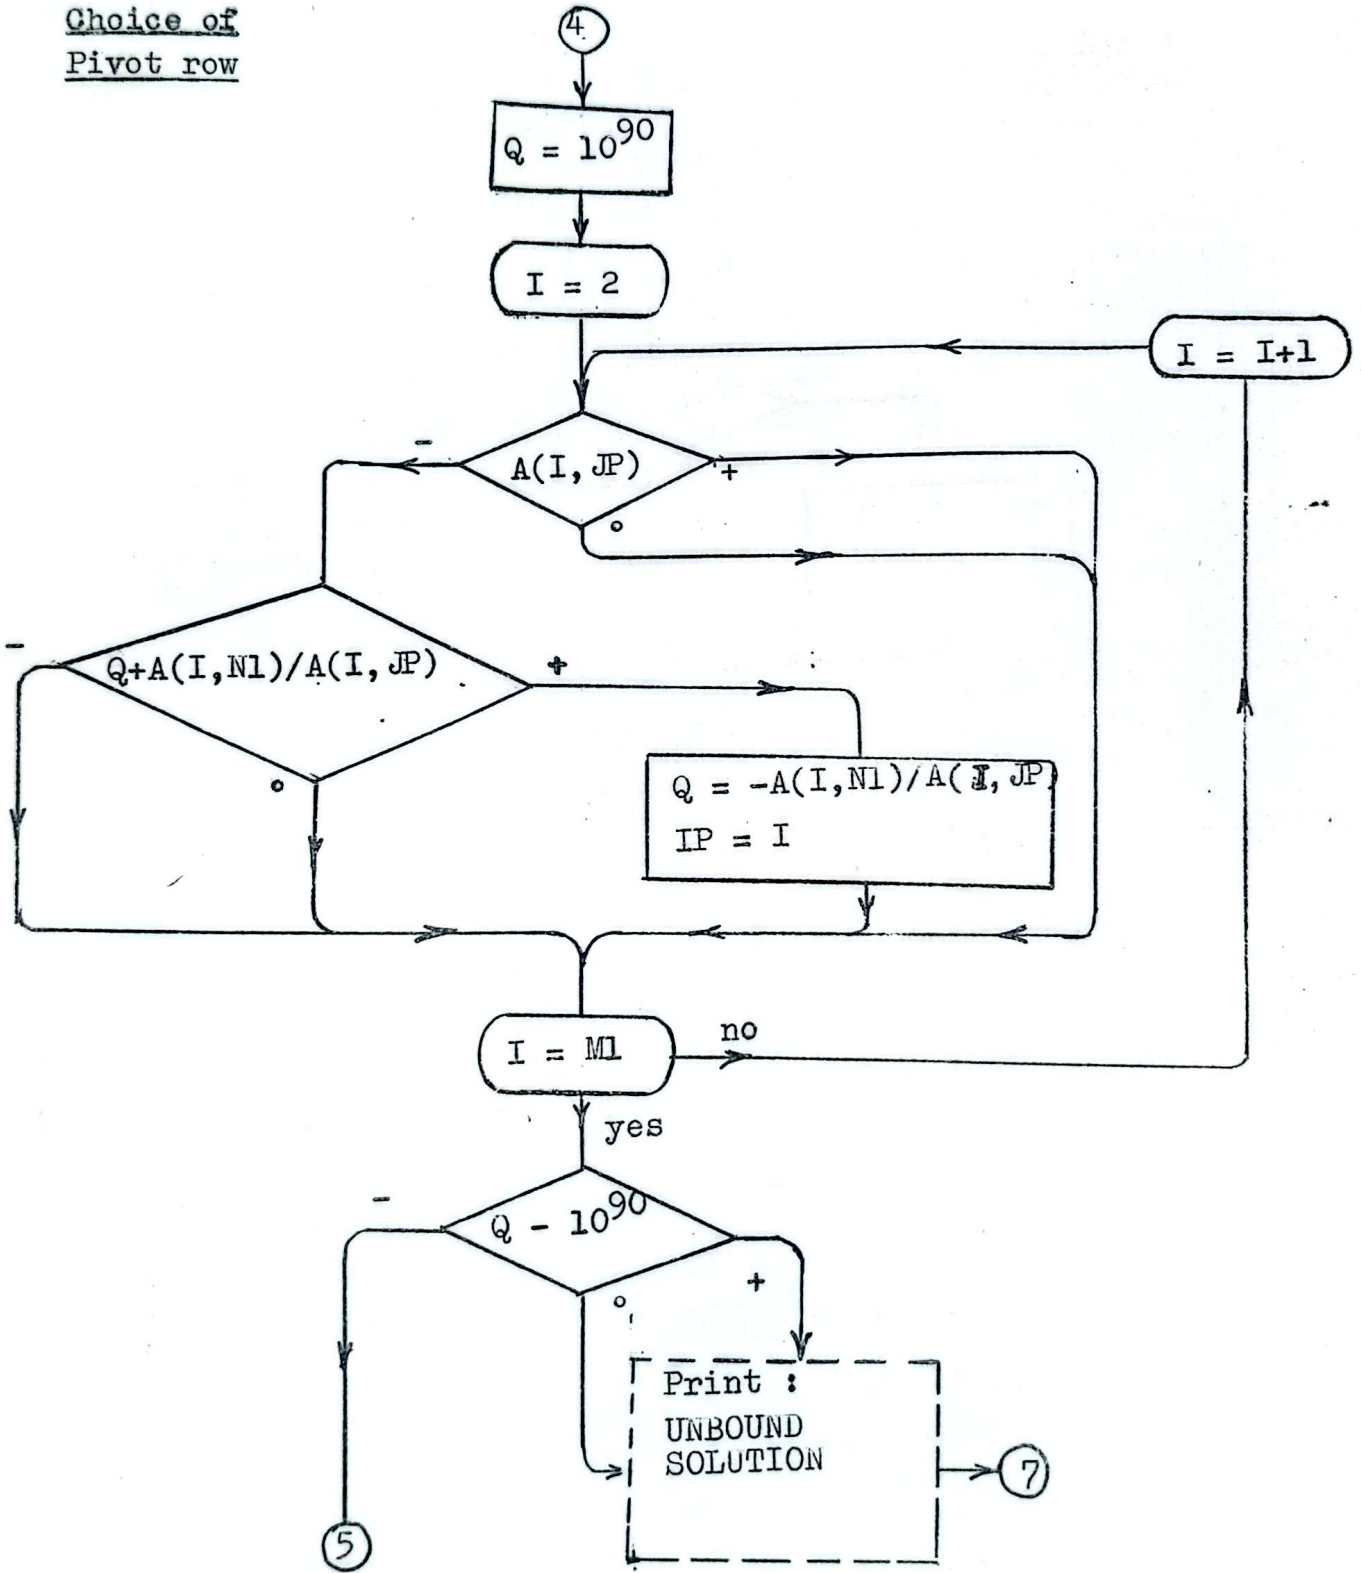 Choice of
Pivot row
4
Q = 10^90
I = 2
I = I+1
-
A(I,JP)
+
o
-
Q+A(I,N1)/A(I,JP)
+
o
Q = -A(I,N1)/A(I,JP)
IP = I
I = M1
no
yes
-
Q - 10^90
+
o
Print :
UNBOUND
SOLUTION
7
5